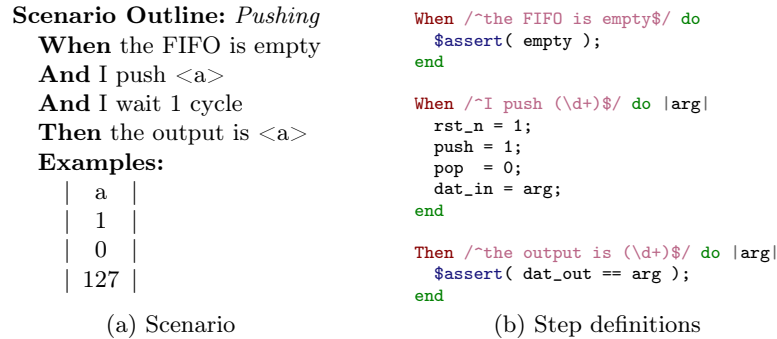 Scenario Outline: Pushing
When the FIFO is empty
And I push <a>
And I wait 1 cycle
Then the output is <a>
Examples:
| a |
| 1 |
| 0 |
| 127 |
(a) Scenario
When /^the FIFO is empty$/ do
  $assert( empty );
end

When /^I push (\d+)$/ do |arg|
  rst_n = 1;
  push = 1;
  pop  = 0;
  dat_in = arg;
end

Then /^the output is (\d+)$/ do |arg|
  $assert( dat_out == arg );
end
(b) Step definitions